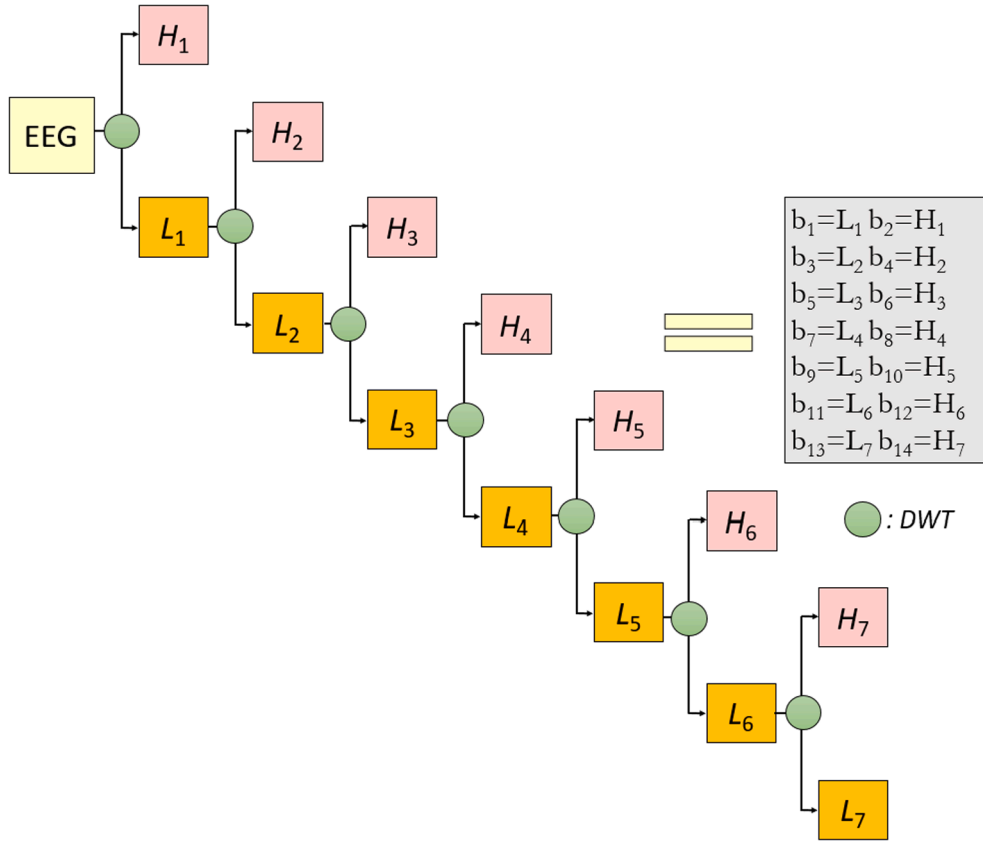 H₁
EEG
H₂
L₁
H₃
L₂
H₄
L₃
H₅
L₄
H₆
L₅
H₇
L₆
L₇
b₁=L₁ b₂=H₁
b₃=L₂ b₄=H₂
b₅=L₃ b₆=H₃
b₇=L₄ b₈=H₄
b₉=L₅ b₁₀=H₅
b₁₁=L₆ b₁₂=H₆
b₁₃=L₇ b₁₄=H₇
: DWT